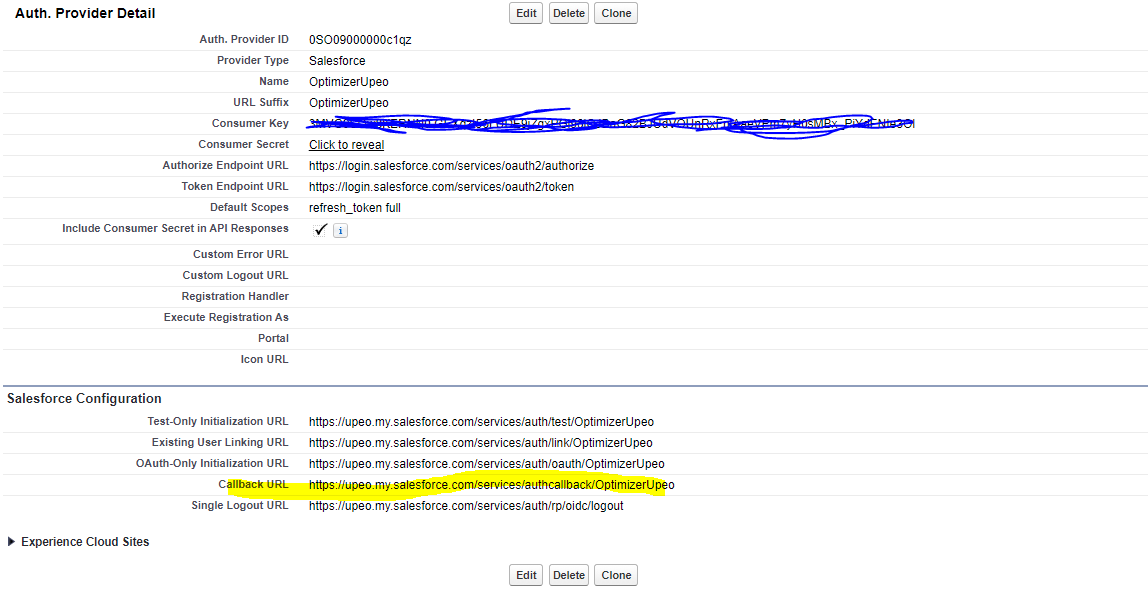 Auth. Provider Detail Edit Delete Clone
Auth. Provider ID 0SO09000000c1qz
Provider Type Salesforce
Name OptimizerUpeo
URL Suffix OptimizerUpeo
Consumer Key
Consumer Secret Click to reveal
Authorize Endpoint URL https://login.salesforce.com/services/oauth2/authorize
Token Endpoint URL https://login.salesforce.com/services/oauth2/token
Default Scopes refresh_token full
Include Consumer Secret in API Responses ✓ i
Custom Error URL
Custom Logout URL
Registration Handler
Execute Registration As
Portal
Icon URL
Salesforce Configuration
Test-Only Initialization URL https://upeo.my.salesforce.com/services/auth/test/OptimizerUpeo
Existing User Linking URL https://upeo.my.salesforce.com/services/auth/link/OptimizerUpeo
OAuth-Only Initialization URL https://upeo.my.salesforce.com/services/auth/oauth/OptimizerUpeo
Callback URL https://upeo.my.salesforce.com/services/authcallback/OptimizerUpeo
Single Logout URL https://upeo.my.salesforce.com/services/auth/rp/oidc/logout
Experience Cloud Sites
Edit Delete Clone